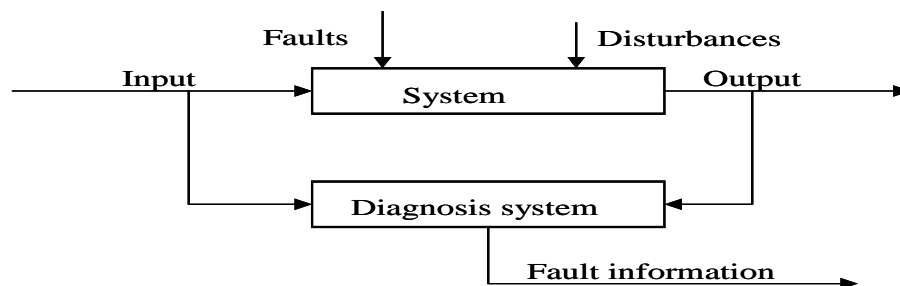 Faults
Disturbances
Input
Output
System
Diagnosis system
Fault information